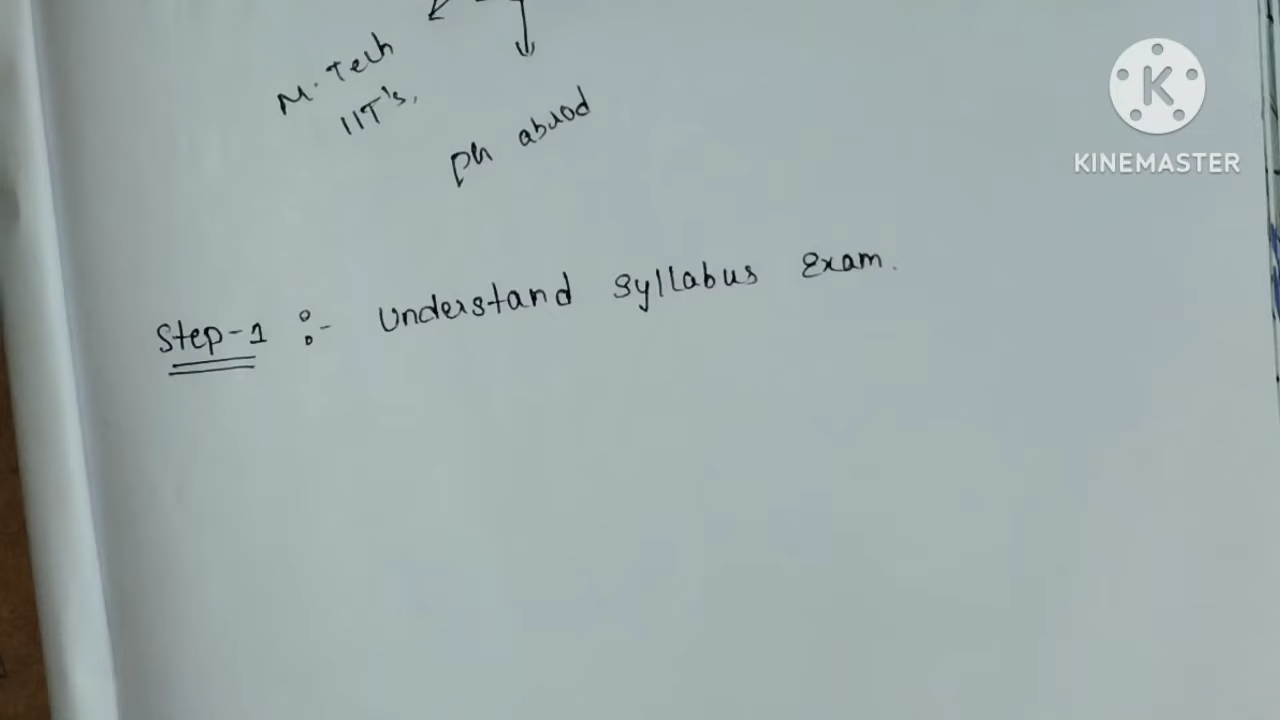 M.Tech
IIT's,
ph abrod
Step-1 :- Understand syllabus Exam.
K
KINEMASTER